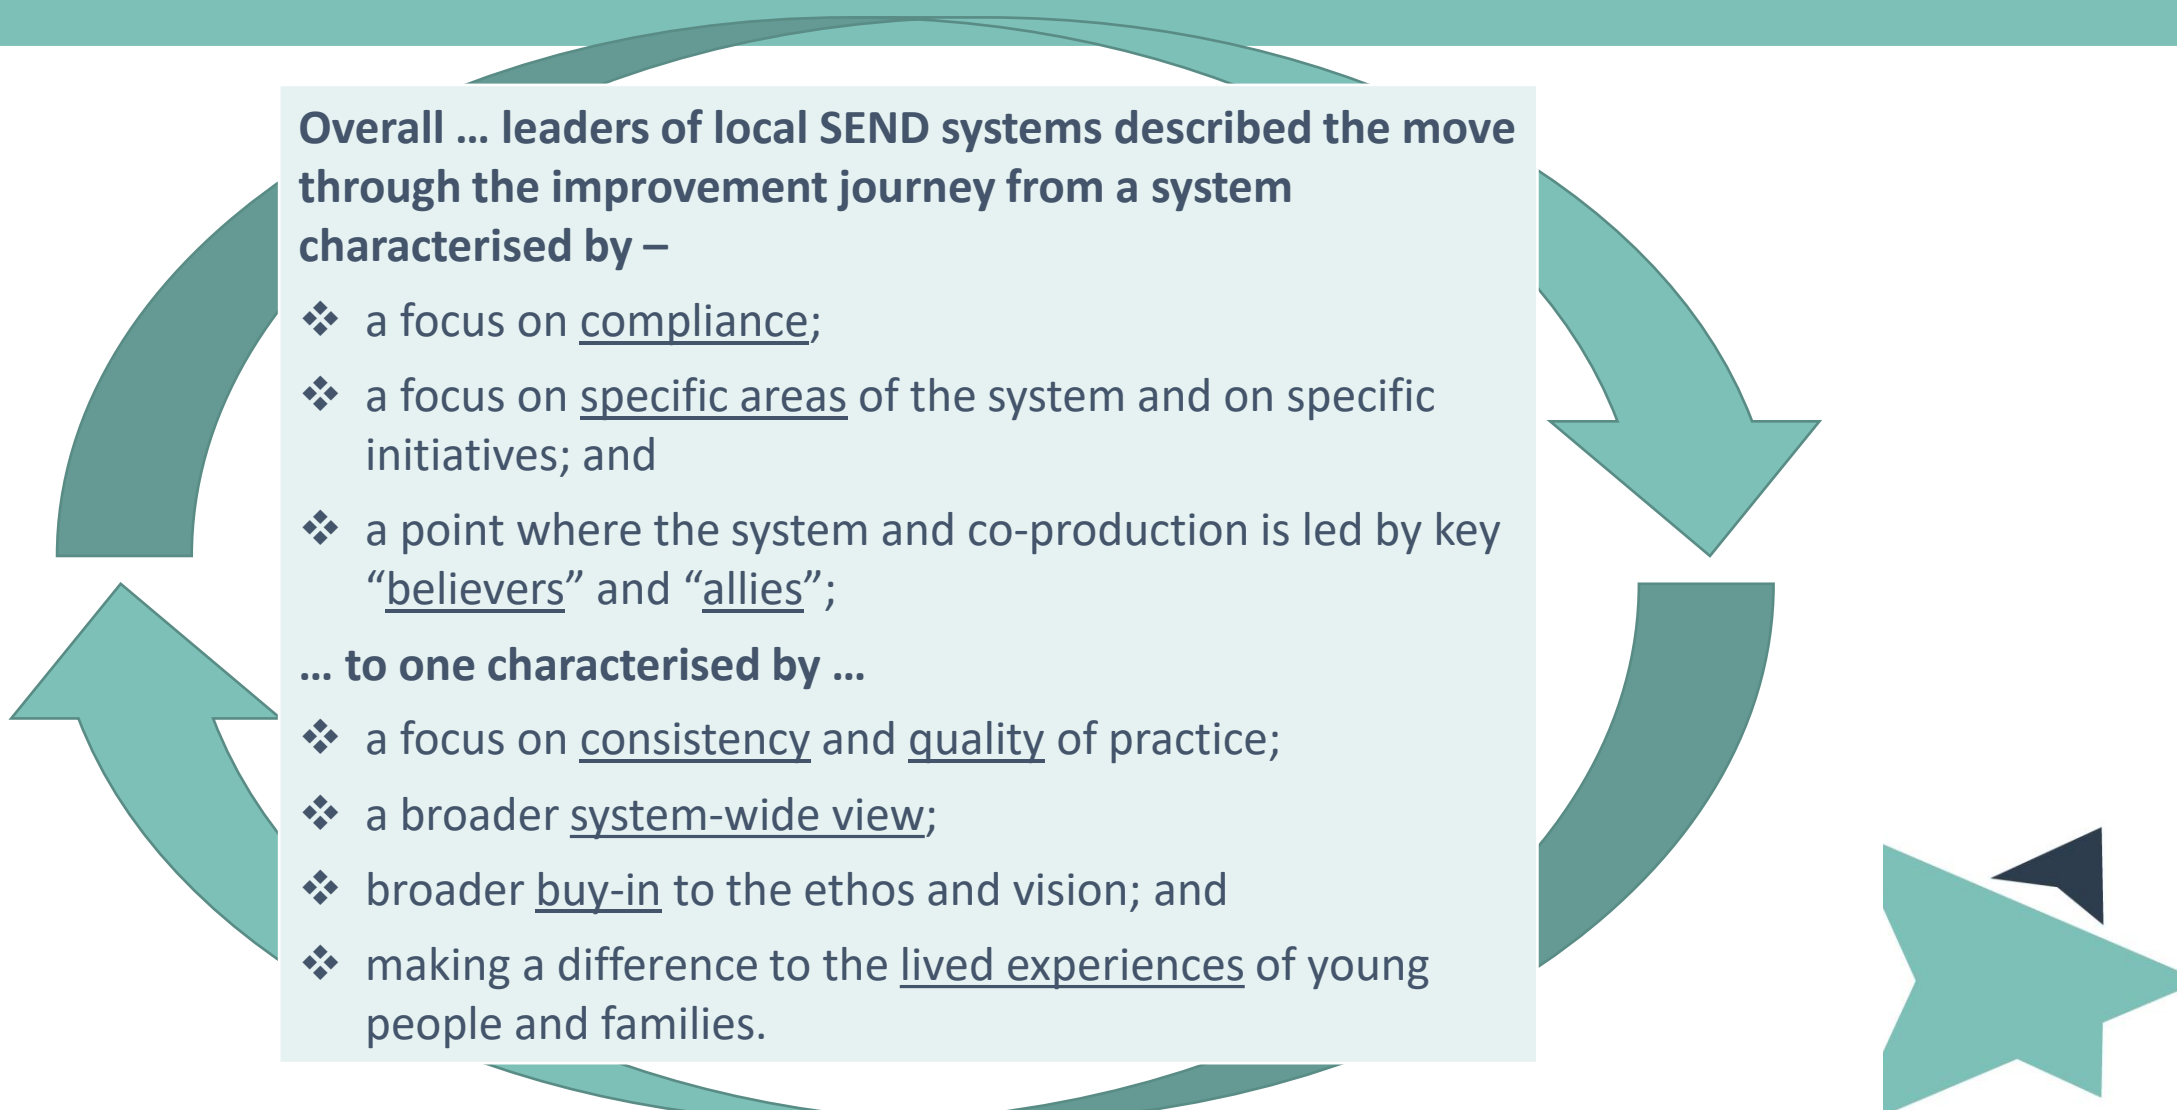 Overall … leaders of local SEND systems described the move
through the improvement journey from a system
characterised by –
❖ a focus on compliance;
❖ a focus on specific areas of the system and on specific
initiatives; and
❖ a point where the system and co-production is led by key
“believers” and “allies”;
… to one characterised by …
❖ a focus on consistency and quality of practice;
❖ a broader system-wide view;
❖ broader buy-in to the ethos and vision; and
❖ making a difference to the lived experiences of young
people and families.